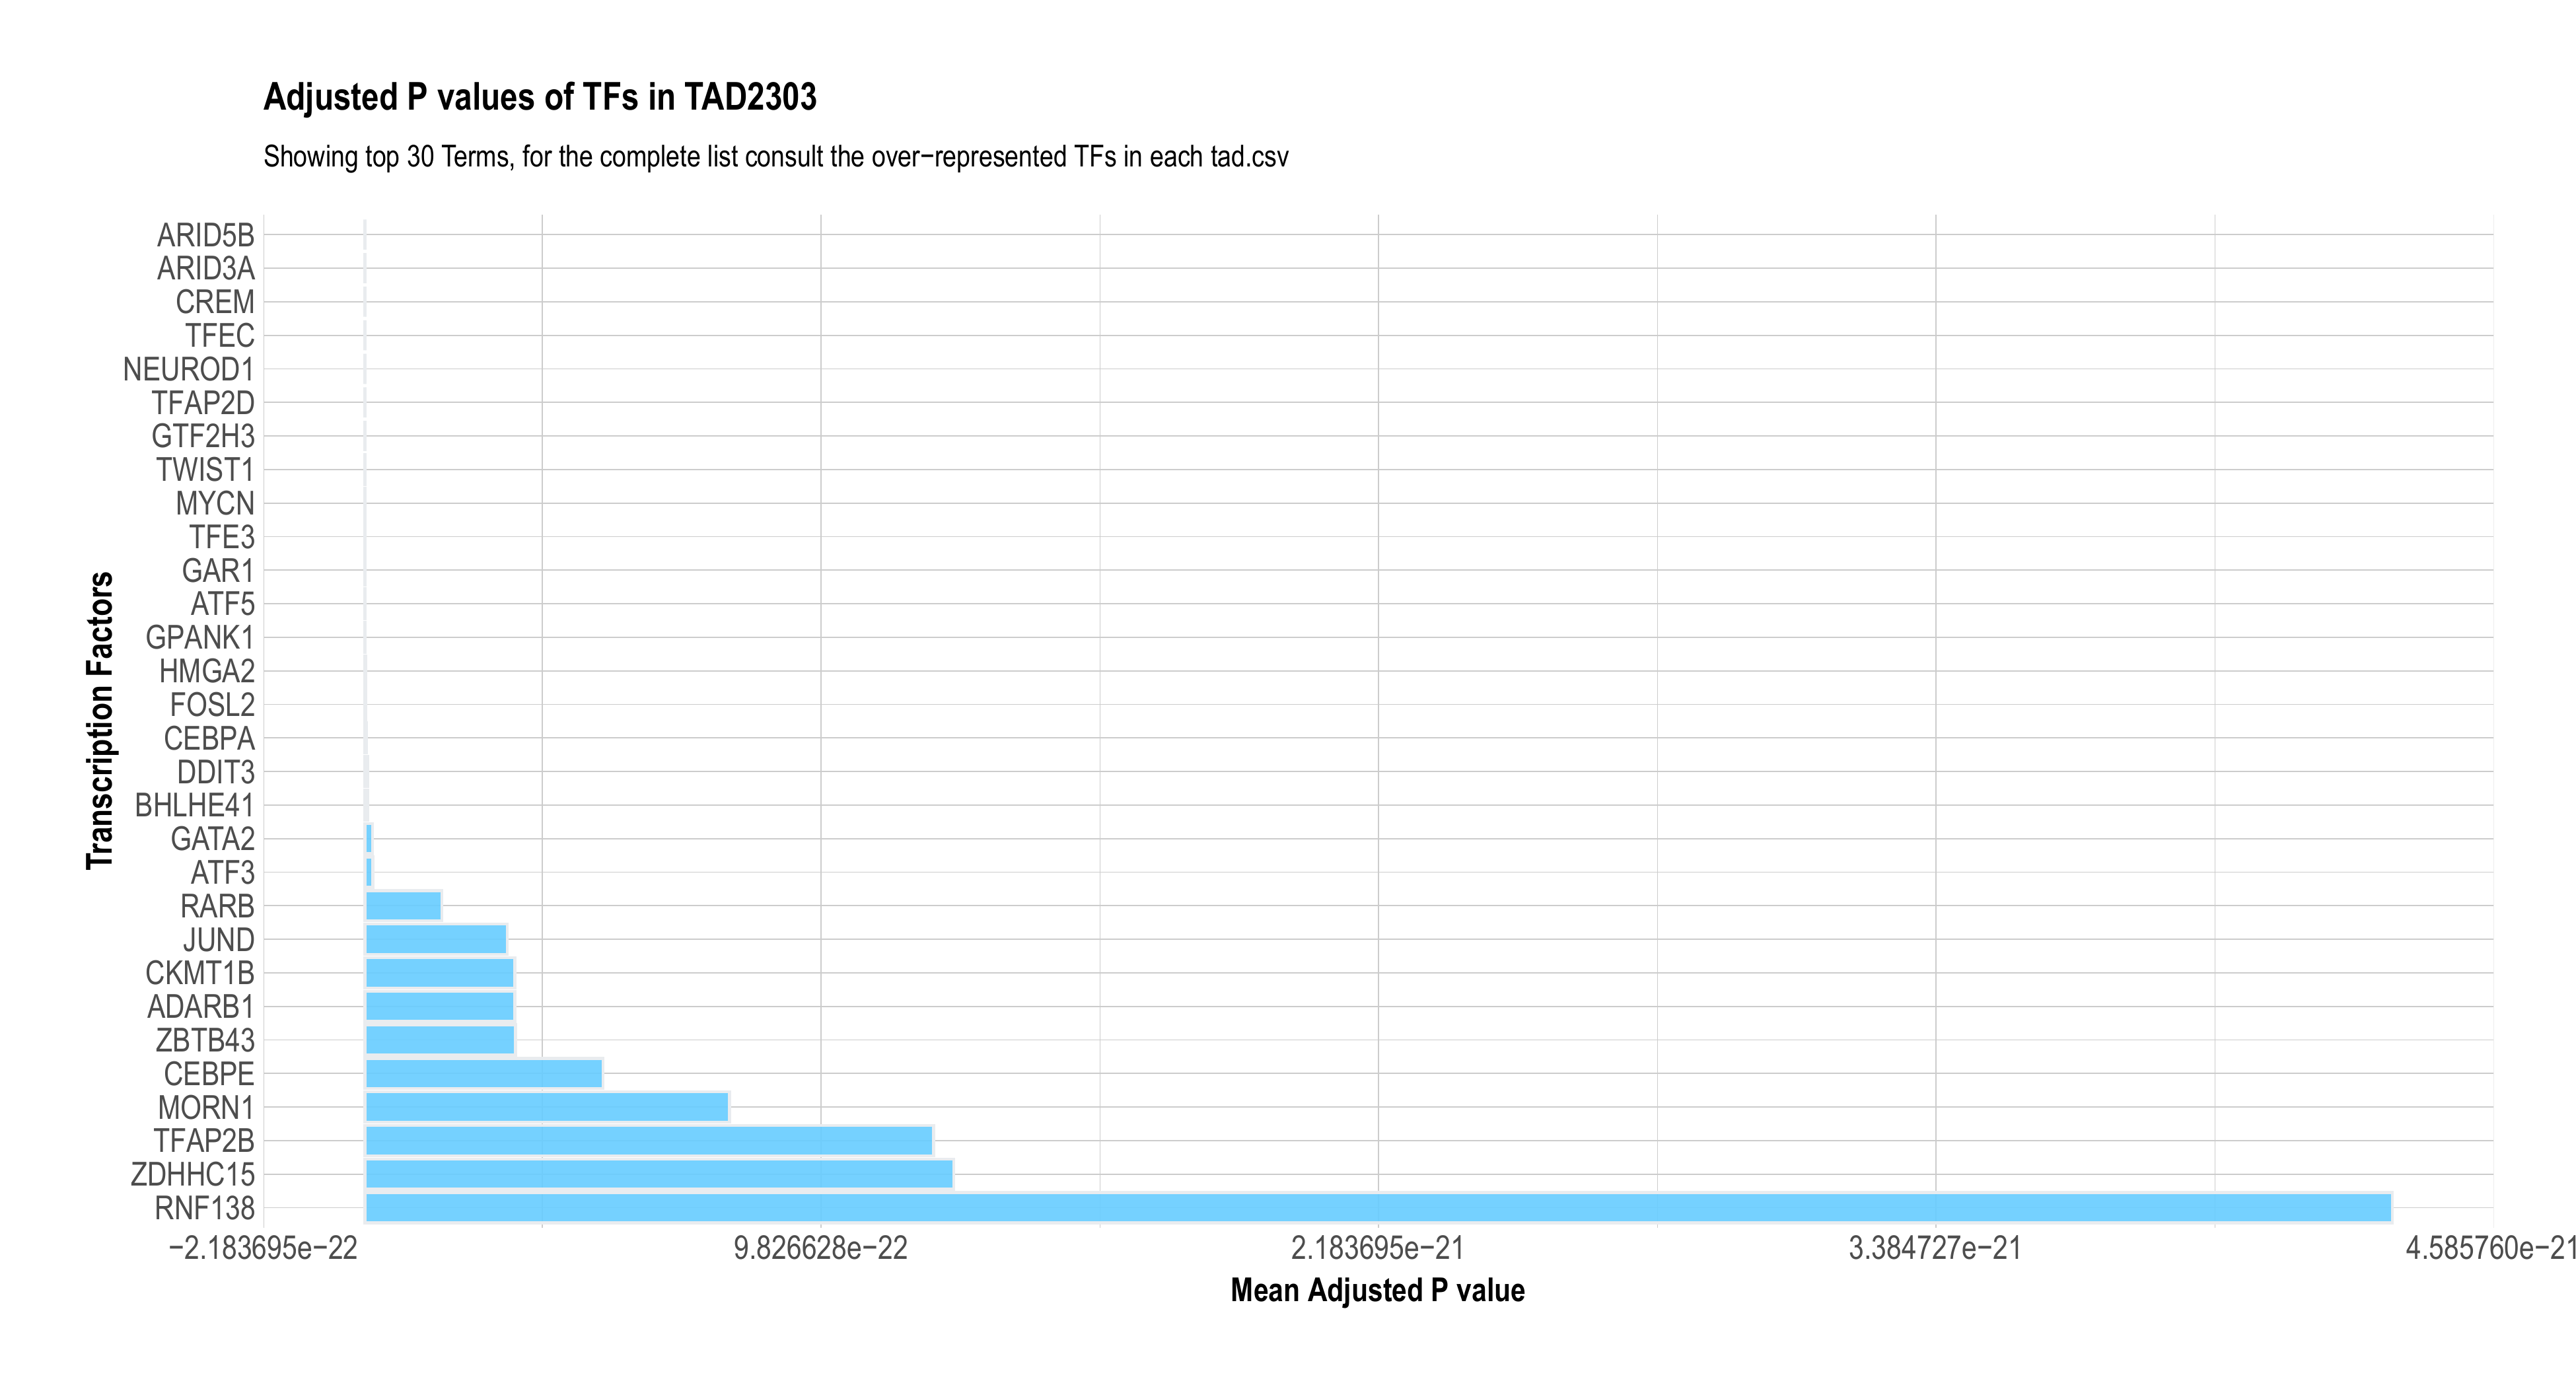 Adjusted P values of TFs in TAD2303
Showing top 30 Terms, for the complete list consult the over−represented TFs in each tad.csv
Transcription Factors
ARID5B
ARID3A
CREM
TFEC
NEUROD1
TFAP2D
GTF2H3
TWIST1
MYCN
TFE3
GAR1
ATF5
GPANK1
HMGA2
FOSL2
CEBPA
DDIT3
BHLHE41
GATA2
ATF3
RARB
JUND
CKMT1B
ADARB1
ZBTB43
CEBPE
MORN1
TFAP2B
ZDHHC15
RNF138
−2.183695e−22 9.826628e−22 2.183695e−21 3.384727e−21 4.585760e−21
Mean Adjusted P value